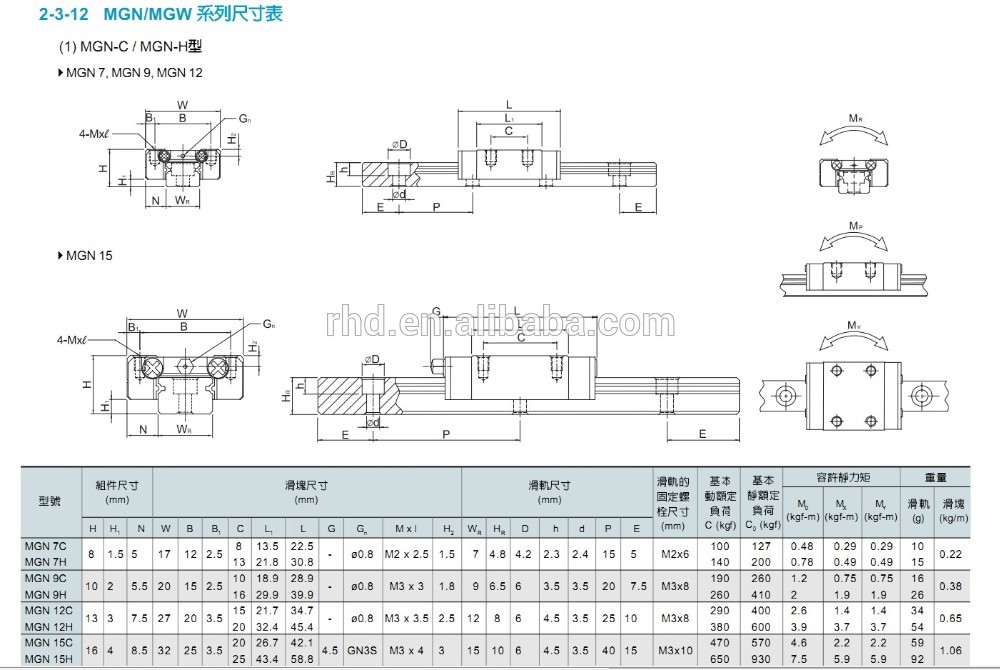 2-3-12 MGN/MGW 系列尺寸表
(1) MGN-C / MGN-H型
MGN 7, MGN 9, MGN 12
W
B1 B Gn
4-Mxℓ
H2
H
H1
N WR
L
L1
C
ØD
h
HR
Ød
E P E
MR
MP
MGN 15
rhd.en.alibaba.com
W
B1 B Gn
4-Mxℓ
H2
H
H1
N WR
G L
C
ØD
h
HR
Ød
E P E
MY
型號 組件尺寸 (mm) 滑塊尺寸 (mm) 滑軌尺寸 (mm) 滑軌的固定螺栓尺寸 (mm) 基本動額定負荷 C (kgf) 基本靜額定負荷 C0 (kgf) 容許靜力矩 重量
H H1 N W B B1 C L1 L G Gn M x l H2 WR HR D h d P E M0 (kgf-m) MX (kgf-m) MY (kgf-m) 滑軌 (g) 滑塊 (kg/m)
MGN 7C 8 1.5 5 17 12 2.5 8 13.5 22.5 - ø0.8 M2 x 2.5 1.5 7 4.8 4.2 2.3 2.4 15 5 M2x6 100 127 0.48 0.29 0.29 10 0.22
MGN 7H 13 21.8 30.8 140 200 0.78 0.49 0.49 15
MGN 9C 10 2 5.5 20 15 2.5 10 18.9 28.9 - ø0.8 M3 x 3 1.8 9 6.5 6 3.5 3.5 20 7.5 M3x8 190 260 1.2 0.75 0.75 16 0.38
MGN 9H 16 29.9 39.9 260 410 2 1.9 1.9 26
MGN 12C 13 3 7.5 27 20 3.5 15 21.7 34.7 - ø0.8 M3 x 3.5 2.5 12 8 6 4.5 3.5 25 10 M3x8 290 400 2.6 1.4 1.4 34 0.65
MGN 12H 20 32.4 45.4 380 600 3.9 3.7 3.7 54
MGN 15C 16 4 8.5 32 25 3.5 20 26.7 42.1 4.5 GN3S M3 x 4 3 15 10 6 4.5 3.5 40 15 M3x10 470 570 4.6 2.2 2.2 59 1.06
MGN 15H 25 43.4 58.8 650 930 7.5 5.9 5.9 92